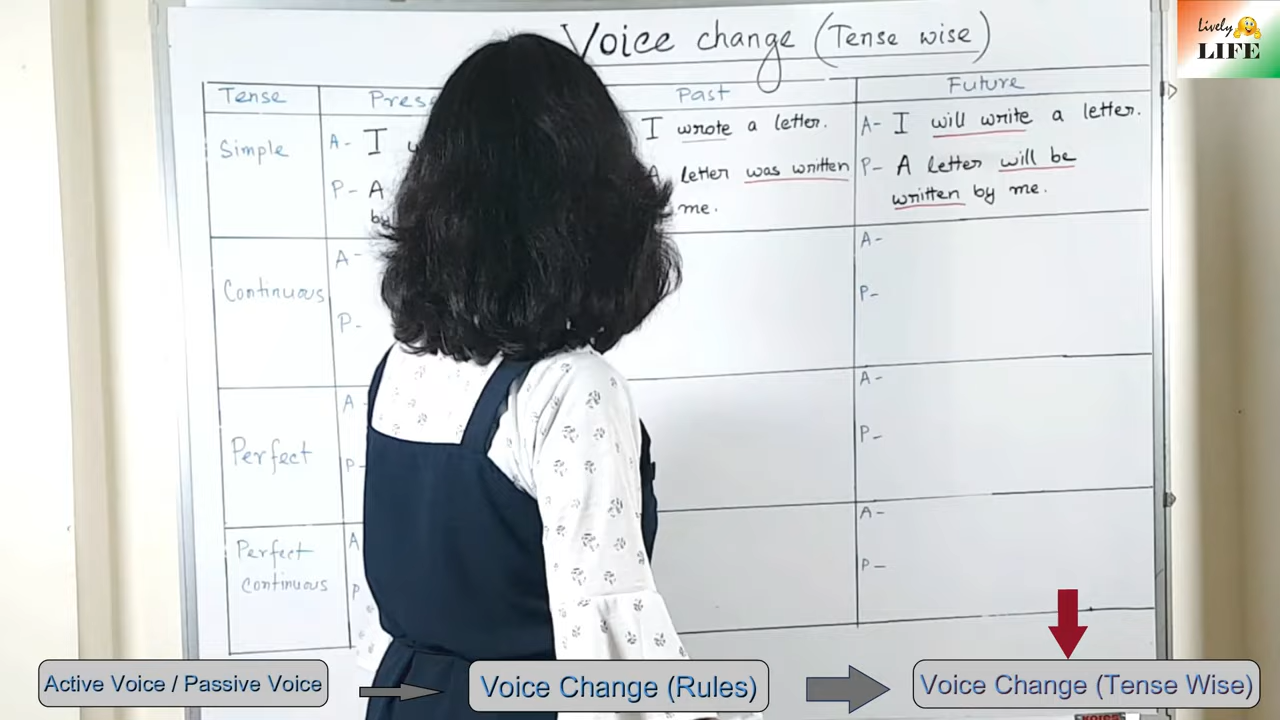 Voice change (Tense wise)
Lively
LIFE
Tense
Past
Future
Simple
A- I
I wrote a letter.
A- I will write a letter.
P- A
A letter was written
P- A letter will be
me.
written by me.
Continuous
A-
P-
A-
P-
Perfect
A-
P-
A-
P-
Perfect
continuous
A
P
A-
P-
Active Voice / Passive Voice
Voice Change (Rules)
Voice Change (Tense Wise)